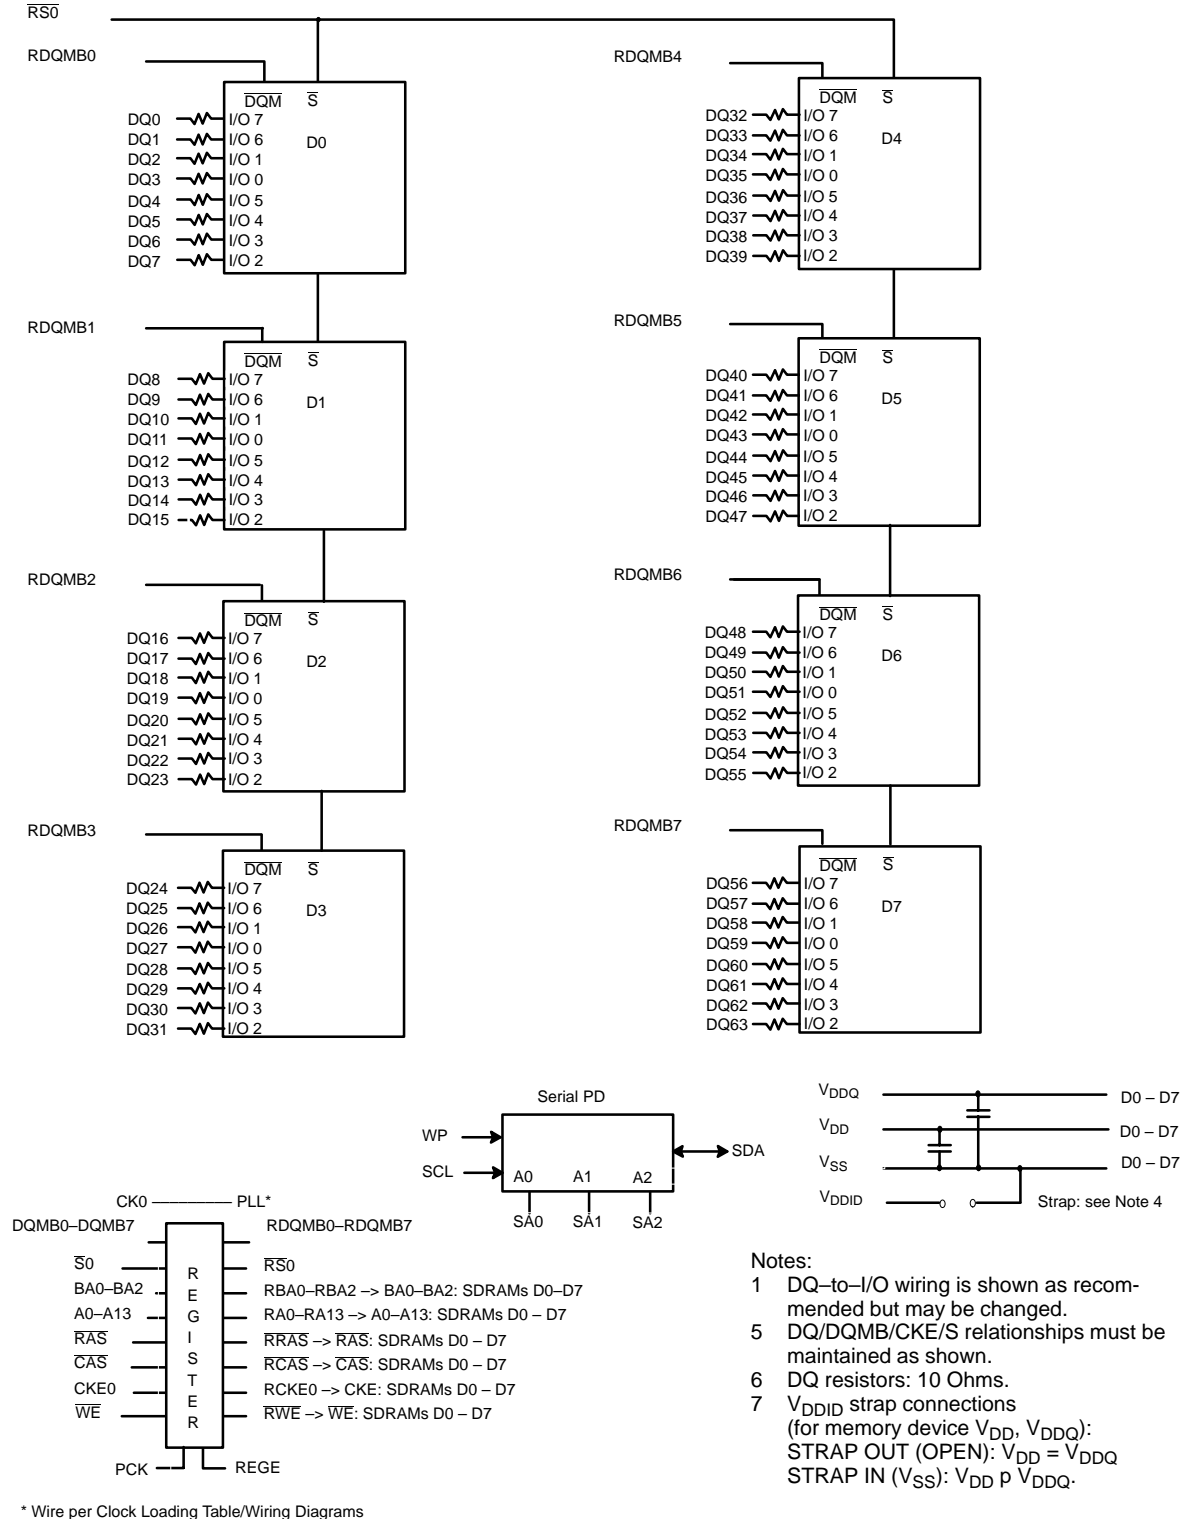 RS0
RDQMB0
DQM S
DQ0 I/O 7
DQ1 I/O 6
D0
DQ2 I/O 1
DQ3 I/O 0
DQ4 I/O 5
DQ5 I/O 4
DQ6 I/O 3
DQ7 I/O 2
RDQMB1
DQM S
DQ8 I/O 7
DQ9 I/O 6
D1
DQ10 I/O 1
DQ11 I/O 0
DQ12 I/O 5
DQ13 I/O 4
DQ14 I/O 3
DQ15 I/O 2
RDQMB2
DQM S
DQ16 I/O 7
DQ17 I/O 6
D2
DQ18 I/O 1
DQ19 I/O 0
DQ20 I/O 5
DQ21 I/O 4
DQ22 I/O 3
DQ23 I/O 2
RDQMB3
DQM S
DQ24 I/O 7
DQ25 I/O 6
D3
DQ26 I/O 1
DQ27 I/O 0
DQ28 I/O 5
DQ29 I/O 4
DQ30 I/O 3
DQ31 I/O 2
RDQMB4
DQM S
DQ32 I/O 7
DQ33 I/O 6
D4
DQ34 I/O 1
DQ35 I/O 0
DQ36 I/O 5
DQ37 I/O 4
DQ38 I/O 3
DQ39 I/O 2
RDQMB5
DQM S
DQ40 I/O 7
DQ41 I/O 6
D5
DQ42 I/O 1
DQ43 I/O 0
DQ44 I/O 5
DQ45 I/O 4
DQ46 I/O 3
DQ47 I/O 2
RDQMB6
DQM S
DQ48 I/O 7
DQ49 I/O 6
D6
DQ50 I/O 1
DQ51 I/O 0
DQ52 I/O 5
DQ53 I/O 4
DQ54 I/O 3
DQ55 I/O 2
RDQMB7
DQM S
DQ56 I/O 7
DQ57 I/O 6
D7
DQ58 I/O 1
DQ59 I/O 0
DQ60 I/O 5
DQ61 I/O 4
DQ62 I/O 3
DQ63 I/O 2
Serial PD
WP
SDA
SCL
A0 A1 A2
SA0 SA1 SA2
VDDQ D0 – D7
VDD D0 – D7
VSS D0 – D7
VDDID Strap: see Note 4
CK0 PLL*
DQMB0–DQMB7 RDQMB0–RDQMB7
S0 RS0
BA0–BA2 RBA0–RBA2 –> BA0–BA2: SDRAMs D0–D7
A0–A13 RA0–RA13 –> A0–A13: SDRAMs D0 – D7
RAS RRAS –> RAS: SDRAMs D0 – D7
CAS RCAS –> CAS: SDRAMs D0 – D7
CKE0 RCKE0 –> CKE: SDRAMs D0 – D7
WE RWE –> WE: SDRAMs D0 – D7
REGISTER
PCK REGE
Notes:
1 DQ–to–I/O wiring is shown as recom-
mended but may be changed.
5 DQ/DQMB/CKE/S relationships must be
maintained as shown.
6 DQ resistors: 10 Ohms.
7 VDDID strap connections
(for memory device VDD, VDDQ):
STRAP OUT (OPEN): VDD = VDDQ
STRAP IN (VSS): VDD p VDDQ.
* Wire per Clock Loading Table/Wiring Diagrams